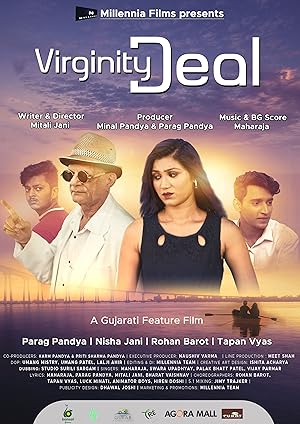 Millennia Films presents
Virginity Deal
Writer & Director
Mitali Jani
Producer
Minal Pandya & Parag Pandya
Music & BG Score
Maharaja
A Gujarati Feature Film
Parag Pandya | Nisha Jani | Rohan Barot | Tapan Vyas
CO-PRODUCERS: KARM PANDYA & PRITI SHARMA PANDYA | EXECUTIVE PRODUCER: NAUSHIV VARMA | LINE PRODUCTION: MEET SHAH
DOP: UMANG MISTRY, UMANG PATEL, LALJI AHIR | EDITING & DI: MILLENNIA TEAM | CREATIVE ART DESIGN: ISHITA ACHARYA
DUBBING: STUDIO SURILI SARGAM | SINGERS: MAHARAJA, SWARA UPADHYAY, PALAK BHATT PATEL, VIJAY PARMAR
LYRICS: MAHARAJA, PARAG PANDYA, MITALI JANI, BHARAT VAISHNAV | CHOREOGRAPHERS: ROHAN BAROT,
TAPAN VYAS, LUCK MINATI, ANIMATOR BOYS, HIREN DOSHI | 5.1 MIXING: JIMY TRAJKER |
PUBLICITY DESIGN: DHAWAL JOSHI | MARKETING & PROMOTIONS: MILLENNIA TEAM
AGORA MALL